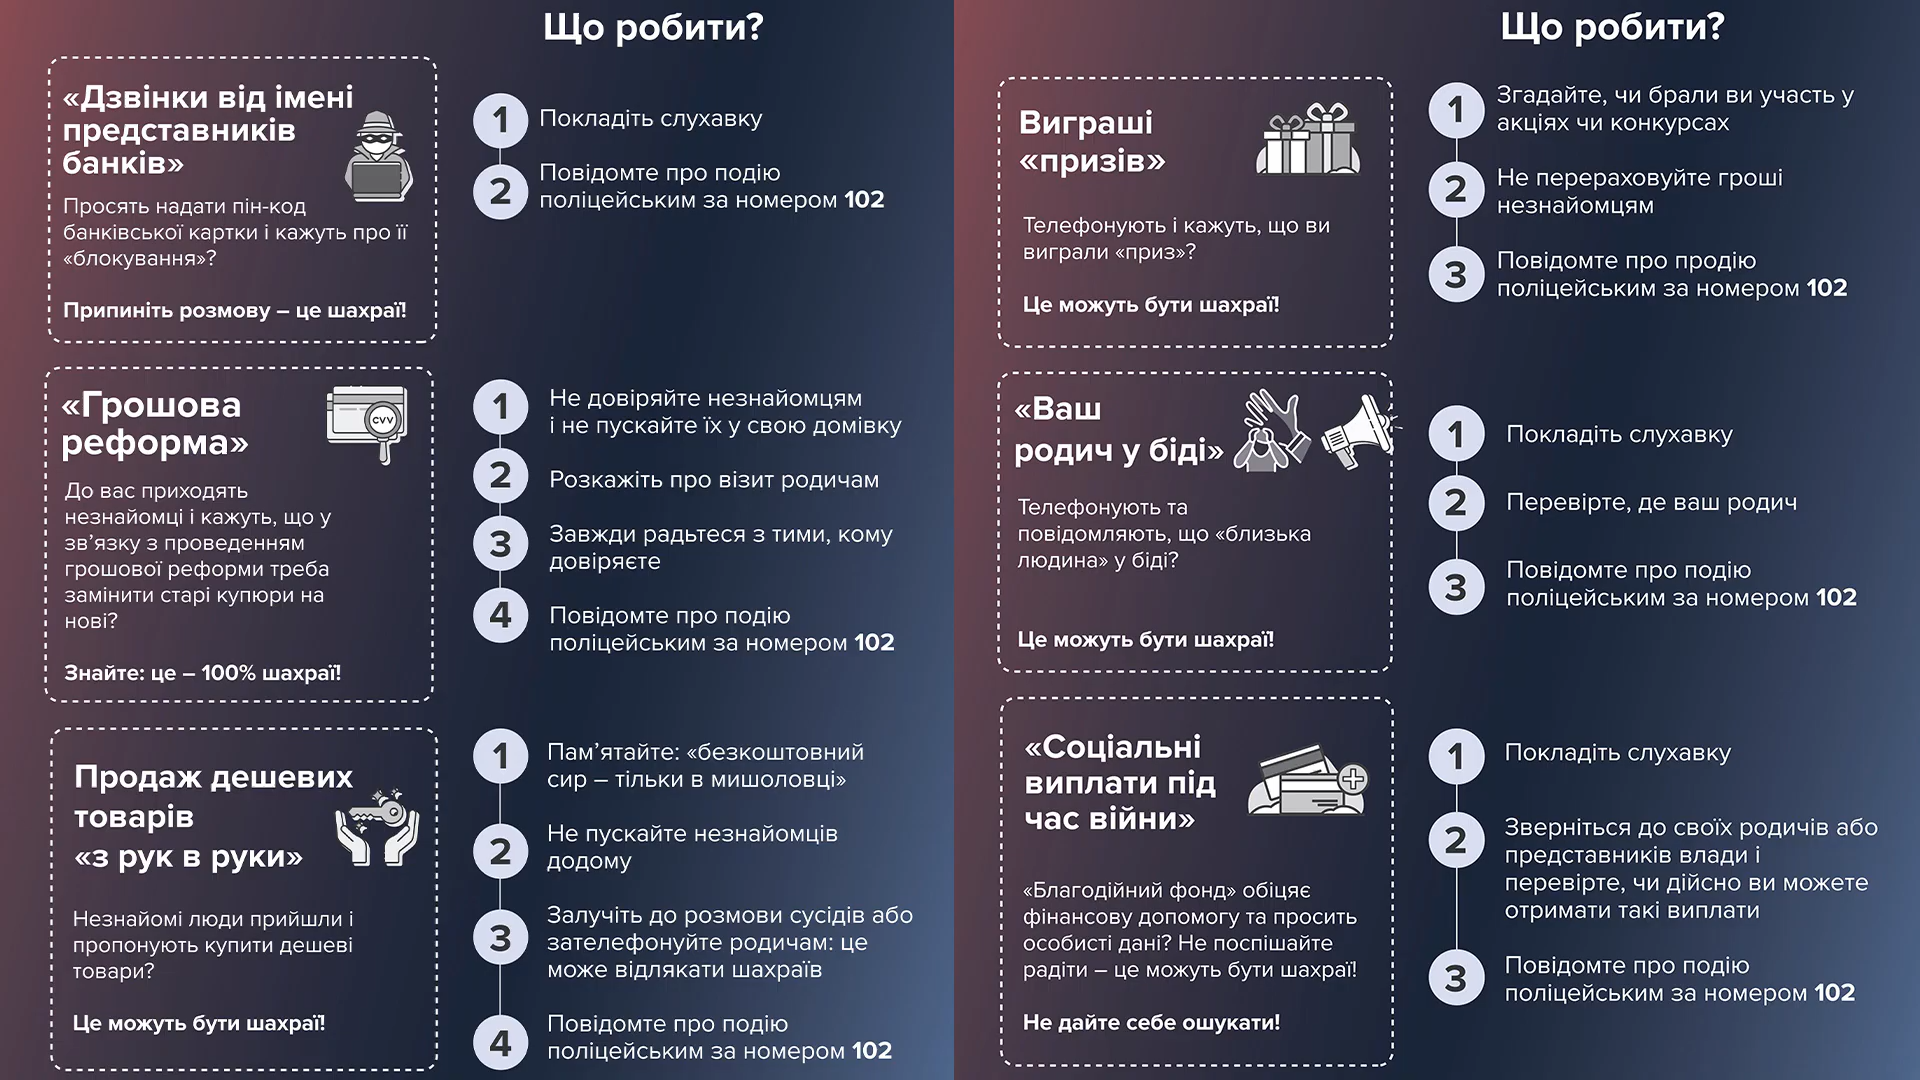 Що робити?
«Дзвінки від імені
представників
банків»
Просять надати пін-код
банківської картки і кажуть про її
«блокування»?
Припиніть розмову – це шахраї!
1
Покладіть слухавку
2
Повідомте про подію
поліцейським за номером 102
«Грошова
реформа»
CVV
До вас приходять
незнайомці і кажуть, що у
зв’язку з проведенням
грошової реформи треба
замінити старі купюри на
нові?
Знайте: це – 100% шахраї!
1
Не довіряйте незнайомцям
і не пускайте їх у свою домівку
2
Розкажіть про візит родичам
3
Завжди радьтеся з тими, кому
довіряєте
4
Повідомте про подію
поліцейським за номером 102
Продаж дешевих
товарів
«з рук в руки»
Незнайомі люди прийшли і
пропонують купити дешеві
товари?
Це можуть бути шахраї!
1
Пам’ятайте: «безкоштовний
сир – тільки в мишоловці»
2
Не пускайте незнайомців
додому
3
Залучіть до розмови сусідів або
зателефонуйте родичам: це
може відлякати шахраїв
4
Повідомте про подію
поліцейським за номером 102
Що робити?
Виграші
«призів»
Телефонують і кажуть, що ви
виграли «приз»?
Це можуть бути шахраї!
1
Згадайте, чи брали ви участь у
акціях чи конкурсах
2
Не перераховуйте гроші
незнайомцям
3
Повідомте про продію
поліцейським за номером 102
«Ваш
родич у біді»
Телефонують та
повідомляють, що «близька
людина» у біді?
Це можуть бути шахраї!
1
Покладіть слухавку
2
Перевірте, де ваш родич
3
Повідомте про подію
поліцейським за номером 102
«Соціальні
виплати під
час війни»
«Благодійний фонд» обіцяє
фінансову допомогу та просить
особисті дані? Не поспішайте
радіти – це можуть бути шахраї!
Не дайте себе ошукати!
1
Покладіть слухавку
2
Зверніться до своїх родичів або
представників влади і
перевірте, чи дійсно ви можете
отримати такі виплати
3
Повідомте про подію
поліцейським за номером 102